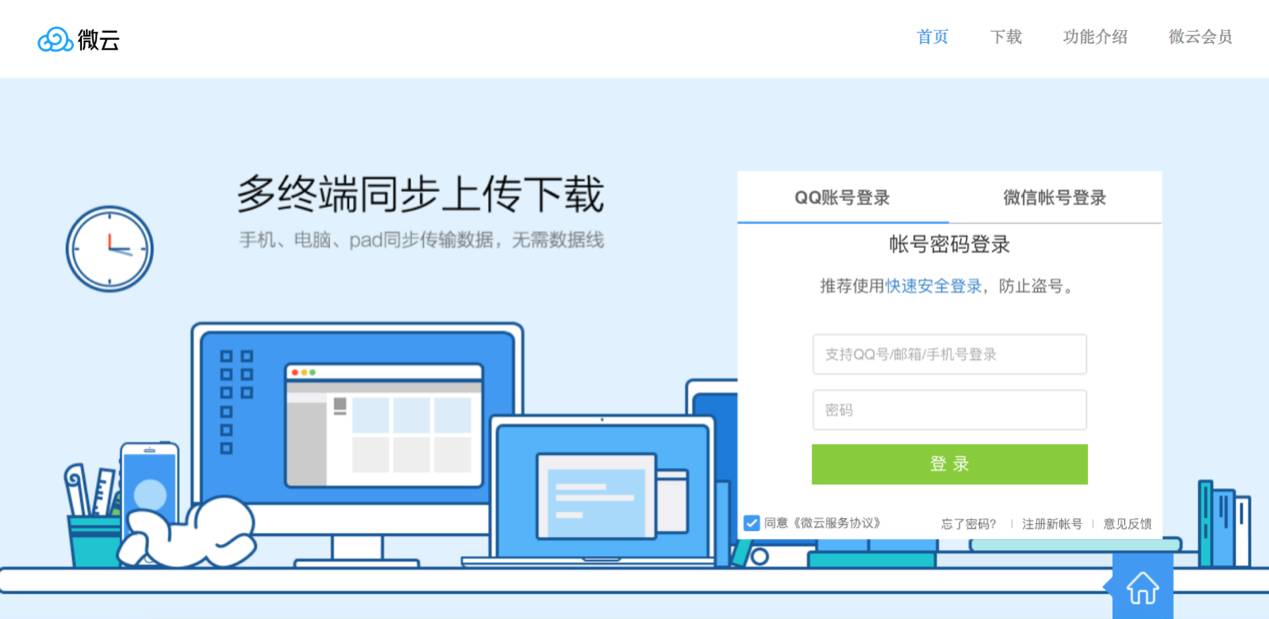 微云
首页 下载 功能介绍 微云会员
多终端同步上传下载
手机、电脑、pad同步传输数据，无需数据线
QQ账号登录 微信帐号登录
帐号密码登录
推荐使用快速安全登录，防止盗号。
支持QQ号/邮箱/手机号登录
密码
登 录
同意《微云服务协议》 忘了密码？ | 注册新帐号 | 意见反馈